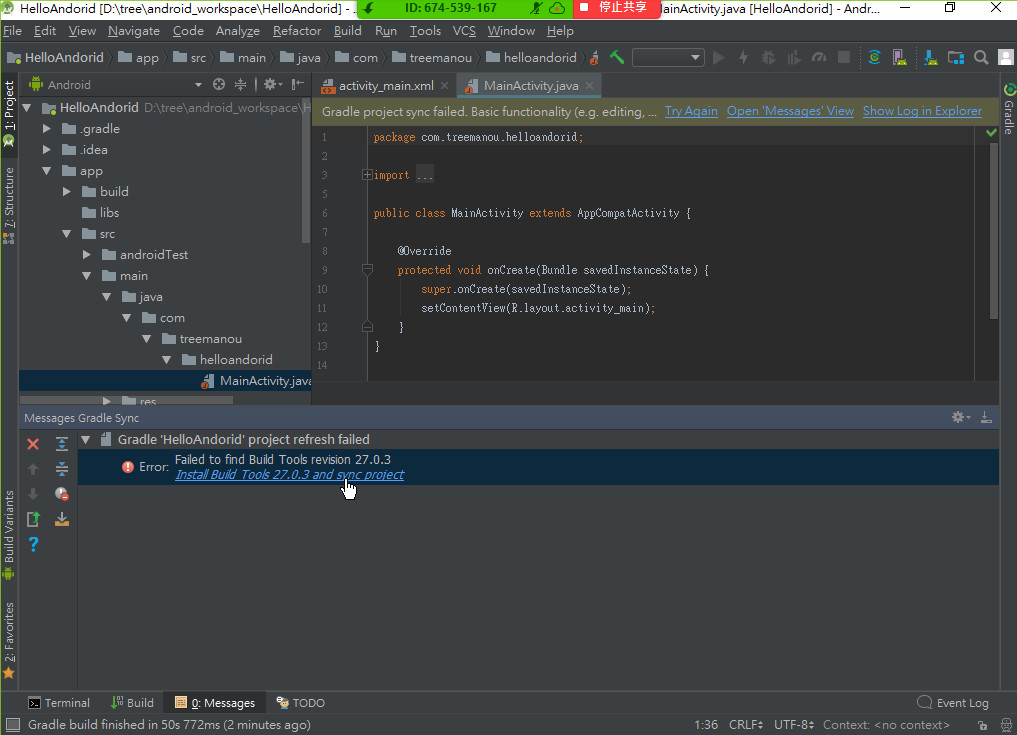 HelloAndorid [D:\tree\android_workspace\HelloAndorid] - ID: 674-539-167 停止共享 ainActivity.java [HelloAndorid] - Andr...
File Edit View Navigate Code Analyze Refactor Build Run Tools VCS Window Help
HelloAndorid app src main java com treemanou helloandorid
Android
activity_main.xml
MainActivity.java
1: Project
7: Structure
Build Variants
2: Favorites
Gradle
HelloAndorid D:\tree\android_workspace\H
.gradle
.idea
app
build
libs
src
androidTest
main
java
com
treemanou
helloandorid
MainActivity.java
res
Gradle project sync failed. Basic functionality (e.g. editing, ... Try Again Open 'Messages' View Show Log in Explorer
1 package com.treemanou.helloandorid;
2
3 import ...
5
6 public class MainActivity extends AppCompatActivity {
7
8 @Override
9 protected void onCreate(Bundle savedInstanceState) {
10 super.onCreate(savedInstanceState);
11 setContentView(R.layout.activity_main);
12 }
13 }
14
Messages Gradle Sync
Gradle 'HelloAndorid' project refresh failed
Error: Failed to find Build Tools revision 27.0.3
Install Build Tools 27.0.3 and sync project
Terminal Build 0: Messages TODO Event Log
Gradle build finished in 50s 772ms (2 minutes ago) 1:36 CRLF UTF-8 Context: <no context>